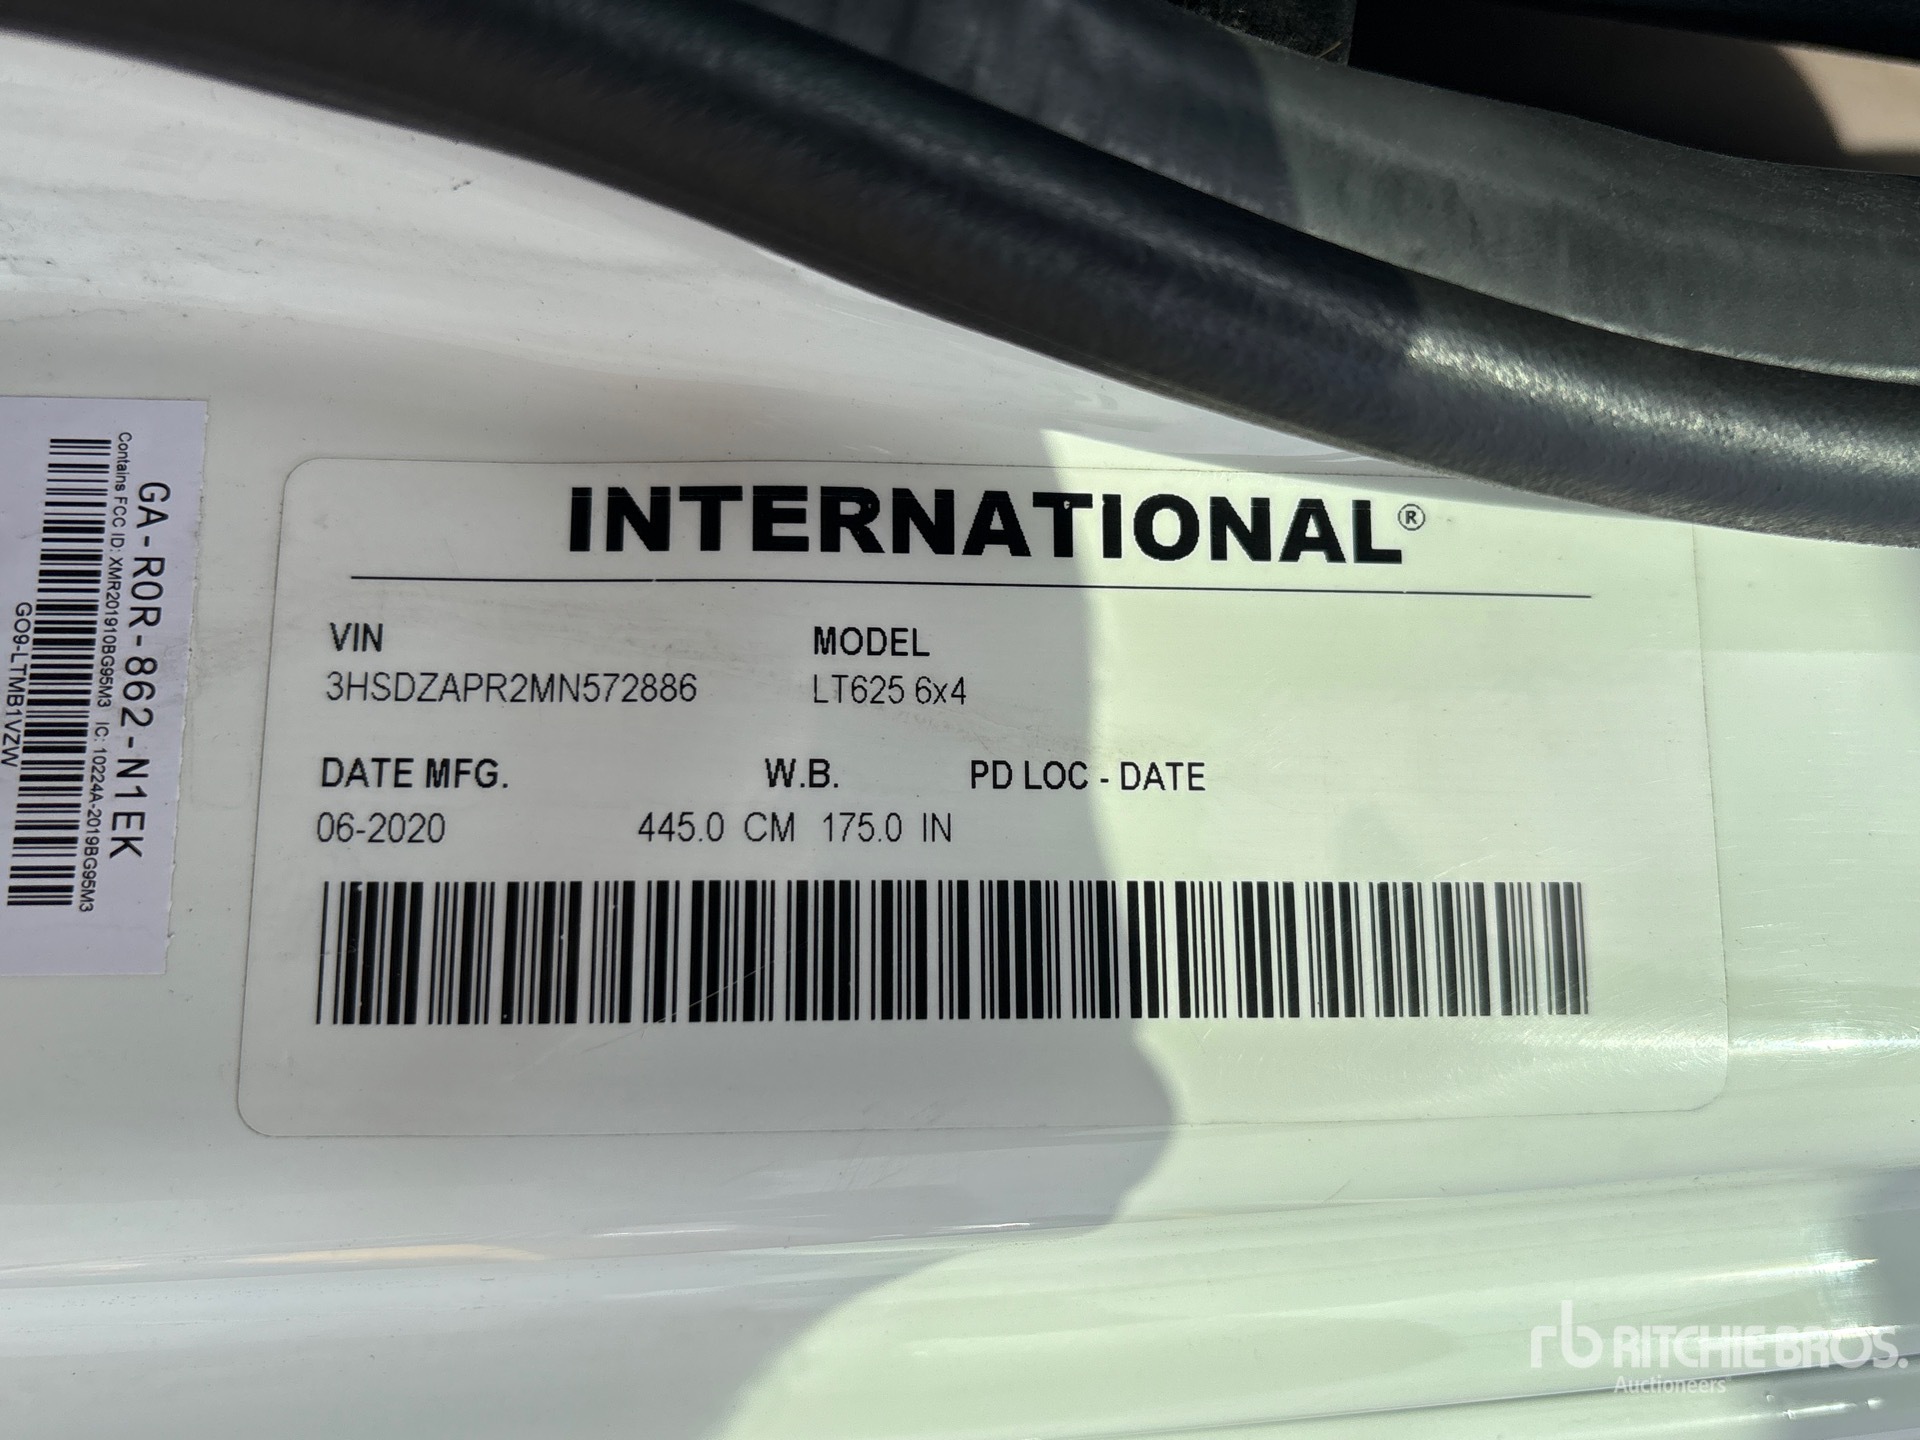 INTERNATIONAL®
VIN
3HSDZAPR2MN572886
MODEL
LT625 6x4
DATE MFG.
06-2020
W.B.
445.0 CM 175.0 IN
PD LOC - DATE
GA-R0R-862-N1EK
Contains FCC ID: XMR201910BG95M3 IC: 10224A-2019BG95M3
GO9-LTMB1VZW
rb RITCHIE BROS.
Auctioneers